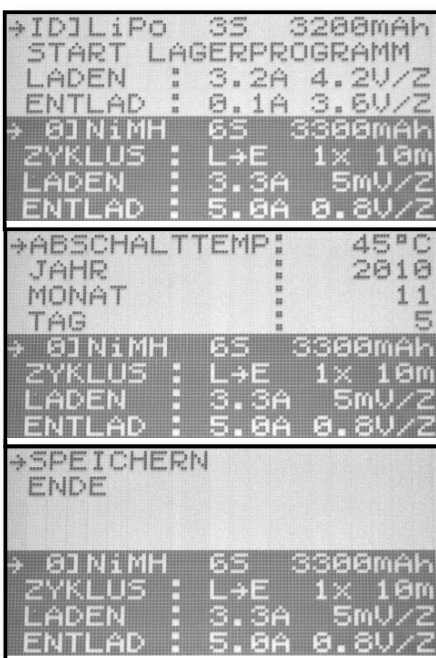 →ID]LiPo 3S 3200mAh
START LAGERPROGRAMM
LADEN : 3.2A 4.2V/Z
ENTLAD : 0.1A 3.6V/Z
→ 0]NiMH 6S 3300mAh
ZYKLUS : L→E 1x 10m
LADEN : 3.3A 5mV/Z
ENTLAD : 5.0A 0.8V/Z
→ABSCHALTTEMP: 45°C
JAHR : 2010
MONAT : 11
TAG : 5
→ 0]NiMH 6S 3300mAh
ZYKLUS : L→E 1x 10m
LADEN : 3.3A 5mV/Z
ENTLAD : 5.0A 0.8V/Z
→SPEICHERN
ENDE
→ 0]NiMH 6S 3300mAh
ZYKLUS : L→E 1x 10m
LADEN : 3.3A 5mV/Z
ENTLAD : 5.0A 0.8V/Z